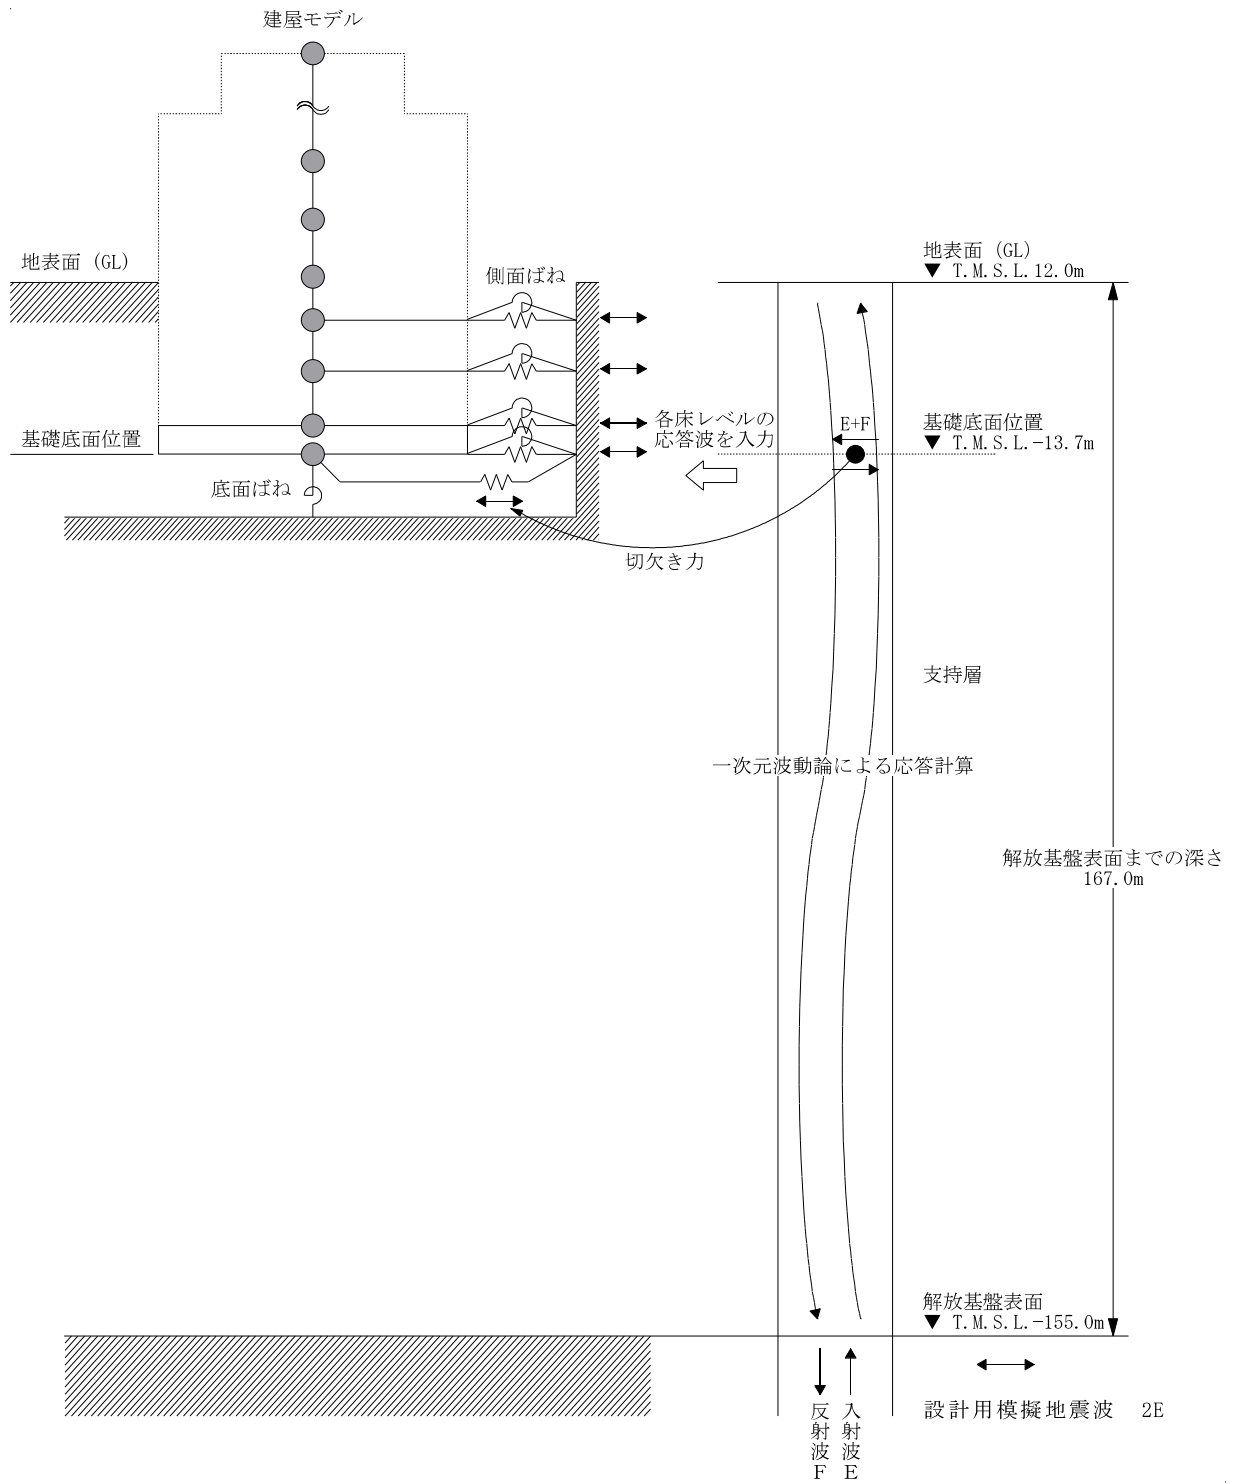 建屋モデル
地表面（GL）
側面ばね
地表面（GL）
▼ T.M.S.L.12.0m
各床レベルの
応答波を入力
E+F
基礎底面位置
▼ T.M.S.L.-13.7m
基礎底面位置
底面ばね
切欠き力
支持層
一次元波動論による応答計算
解放基盤表面までの深さ
167.0m
解放基盤表面
▼ T.M.S.L.-155.0m
反射波F
入射波E
設計用模擬地震波 2E